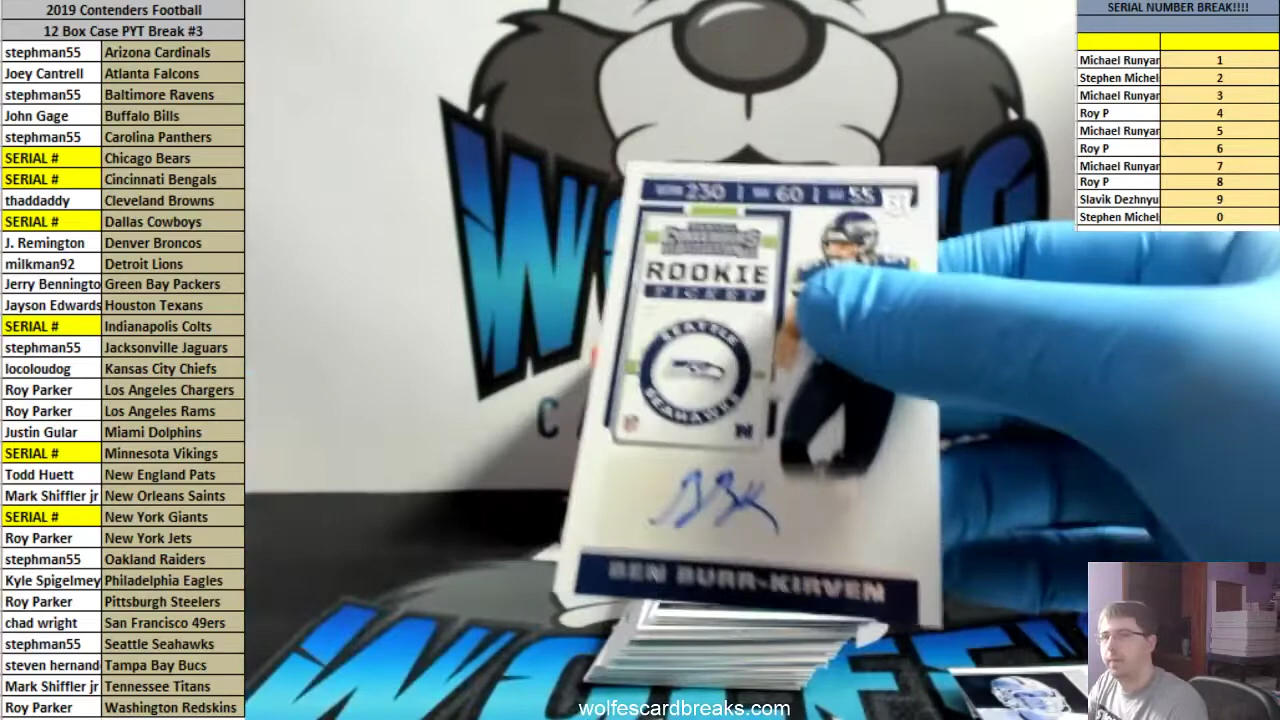 2019 Contenders Football
12 Box Case PYT Break #3
stephman55 Arizona Cardinals
Joey Cantrell Atlanta Falcons
stephman55 Baltimore Ravens
John Gage Buffalo Bills
stephman55 Carolina Panthers
SERIAL # Chicago Bears
SERIAL # Cincinnati Bengals
thaddaddy Cleveland Browns
SERIAL # Dallas Cowboys
J. Remington Denver Broncos
milkman92 Detroit Lions
Jerry Benningto Green Bay Packers
Jayson Edwards Houston Texans
SERIAL # Indianapolis Colts
stephman55 Jacksonville Jaguars
locoloudog Kansas City Chiefs
Roy Parker Los Angeles Chargers
Roy Parker Los Angeles Rams
Justin Gular Miami Dolphins
SERIAL # Minnesota Vikings
Todd Huett New England Pats
Mark Shiffler jr New Orleans Saints
SERIAL # New York Giants
Roy Parker New York Jets
stephman55 Oakland Raiders
Kyle Spigelmey Philadelphia Eagles
Roy Parker Pittsburgh Steelers
chad wright San Francisco 49ers
stephman55 Seattle Seahawks
steven hernand Tampa Bay Bucs
Mark Shiffler jr Tennessee Titans
Roy Parker Washington Redskins
230 60 55
CONTENDERS
ROOKIE
TICKET
SEATTLE
SEAHAWKS
BEN BURR-KIRVEN
wolfescardbreaks.com
SERIAL NUMBER BREAK!!!!
Michael Runyan 1
Stephen Michel 2
Michael Runyan 3
Roy P 4
Michael Runyan 5
Roy P 6
Michael Runyan 7
Roy P 8
Slavik Dezhnyu 9
Stephen Michel 0